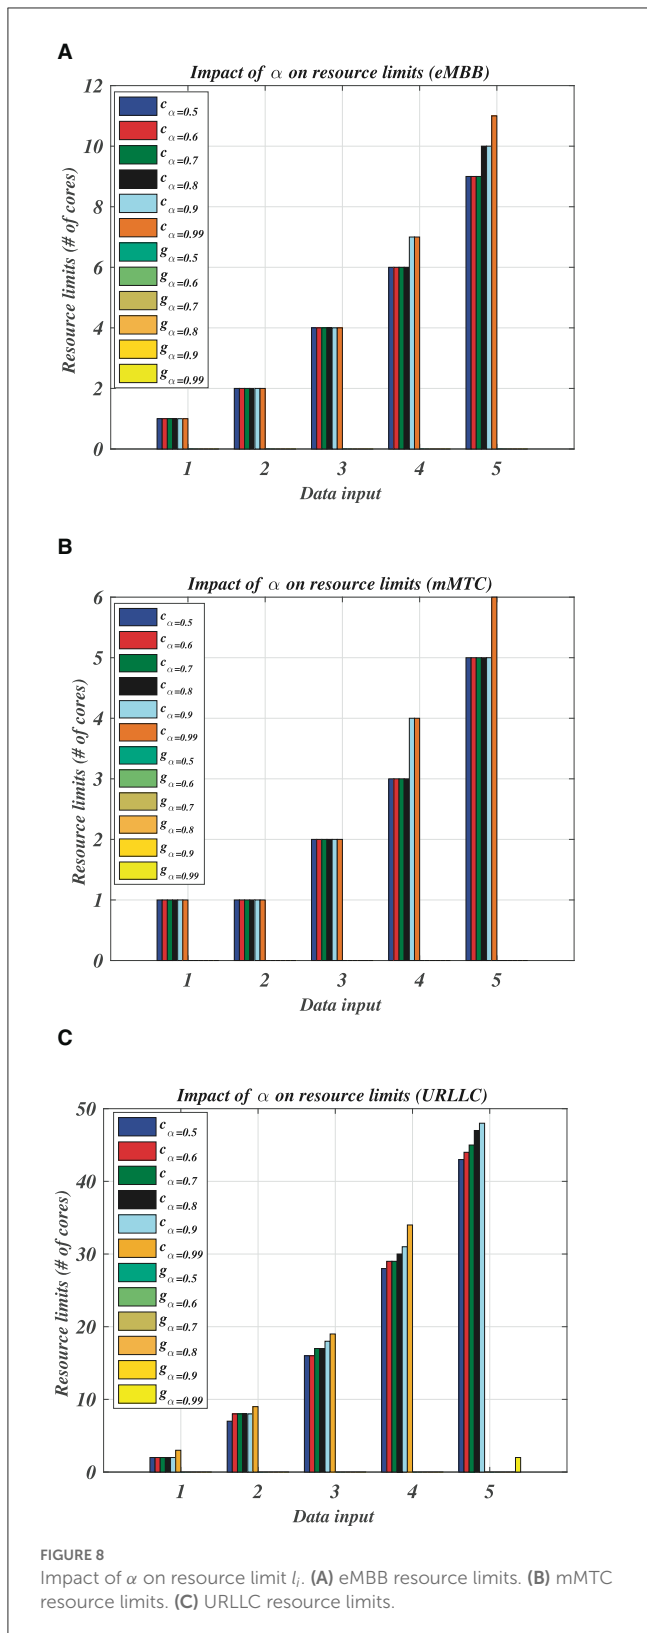 A
Impact of α on resource limits (eMBB)
12
10
8
6
4
2
0
Resource limits (# of cores)
c α=0.5
c α=0.6
c α=0.7
c α=0.8
c α=0.9
c α=0.99
g α=0.5
g α=0.6
g α=0.7
g α=0.8
g α=0.9
g α=0.99
1 2 3 4 5
Data input
B
Impact of α on resource limits (mMTC)
6
5
4
3
2
1
0
Resource limits (# of cores)
c α=0.5
c α=0.6
c α=0.7
c α=0.8
c α=0.9
c α=0.99
g α=0.5
g α=0.6
g α=0.7
g α=0.8
g α=0.9
g α=0.99
1 2 3 4 5
Data input
C
Impact of α on resource limits (URLLC)
50
40
30
20
10
0
Resource limits (# of cores)
c α=0.5
c α=0.6
c α=0.7
c α=0.8
c α=0.9
c α=0.99
g α=0.5
g α=0.6
g α=0.7
g α=0.8
g α=0.9
g α=0.99
1 2 3 4 5
Data input
FIGURE 8
Impact of α on resource limit lᵢ. (A) eMBB resource limits. (B) mMTC
resource limits. (C) URLLC resource limits.